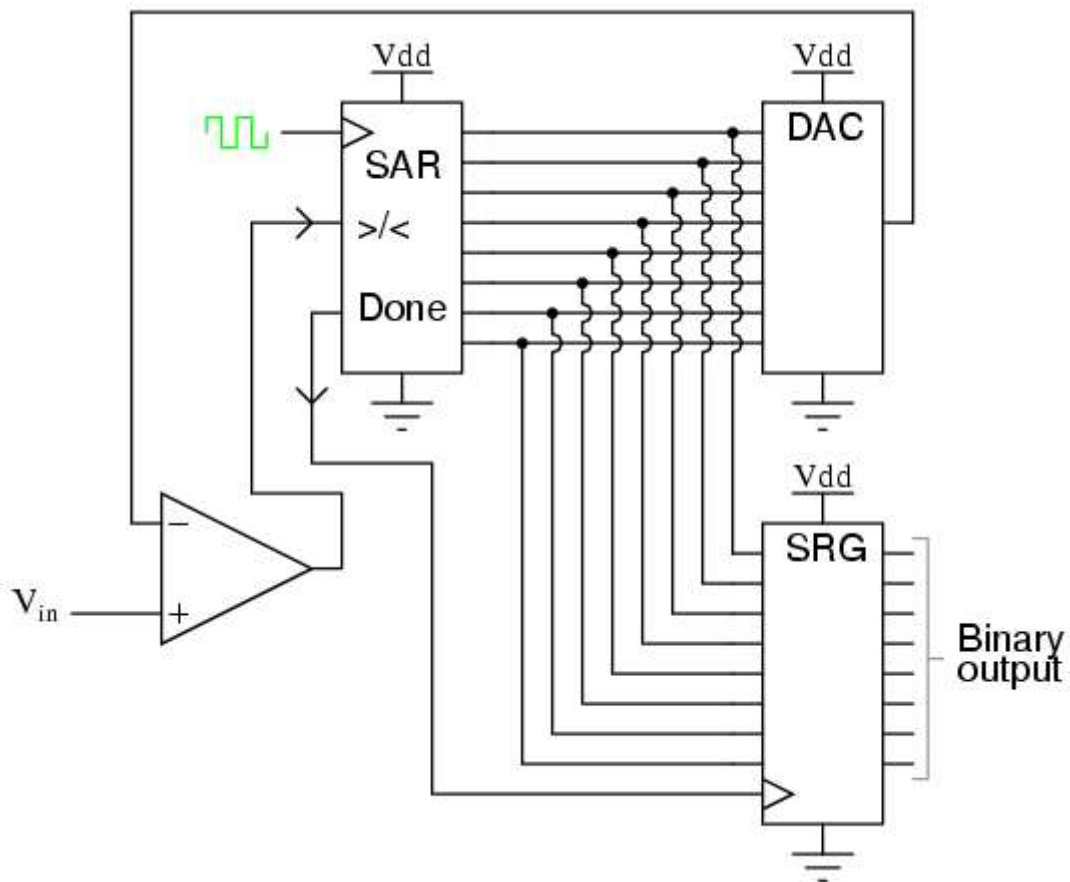 Vdd
Vdd
SAR
DAC
>/<
Done
Vdd
SRG
−
Vin
+
Binary
output